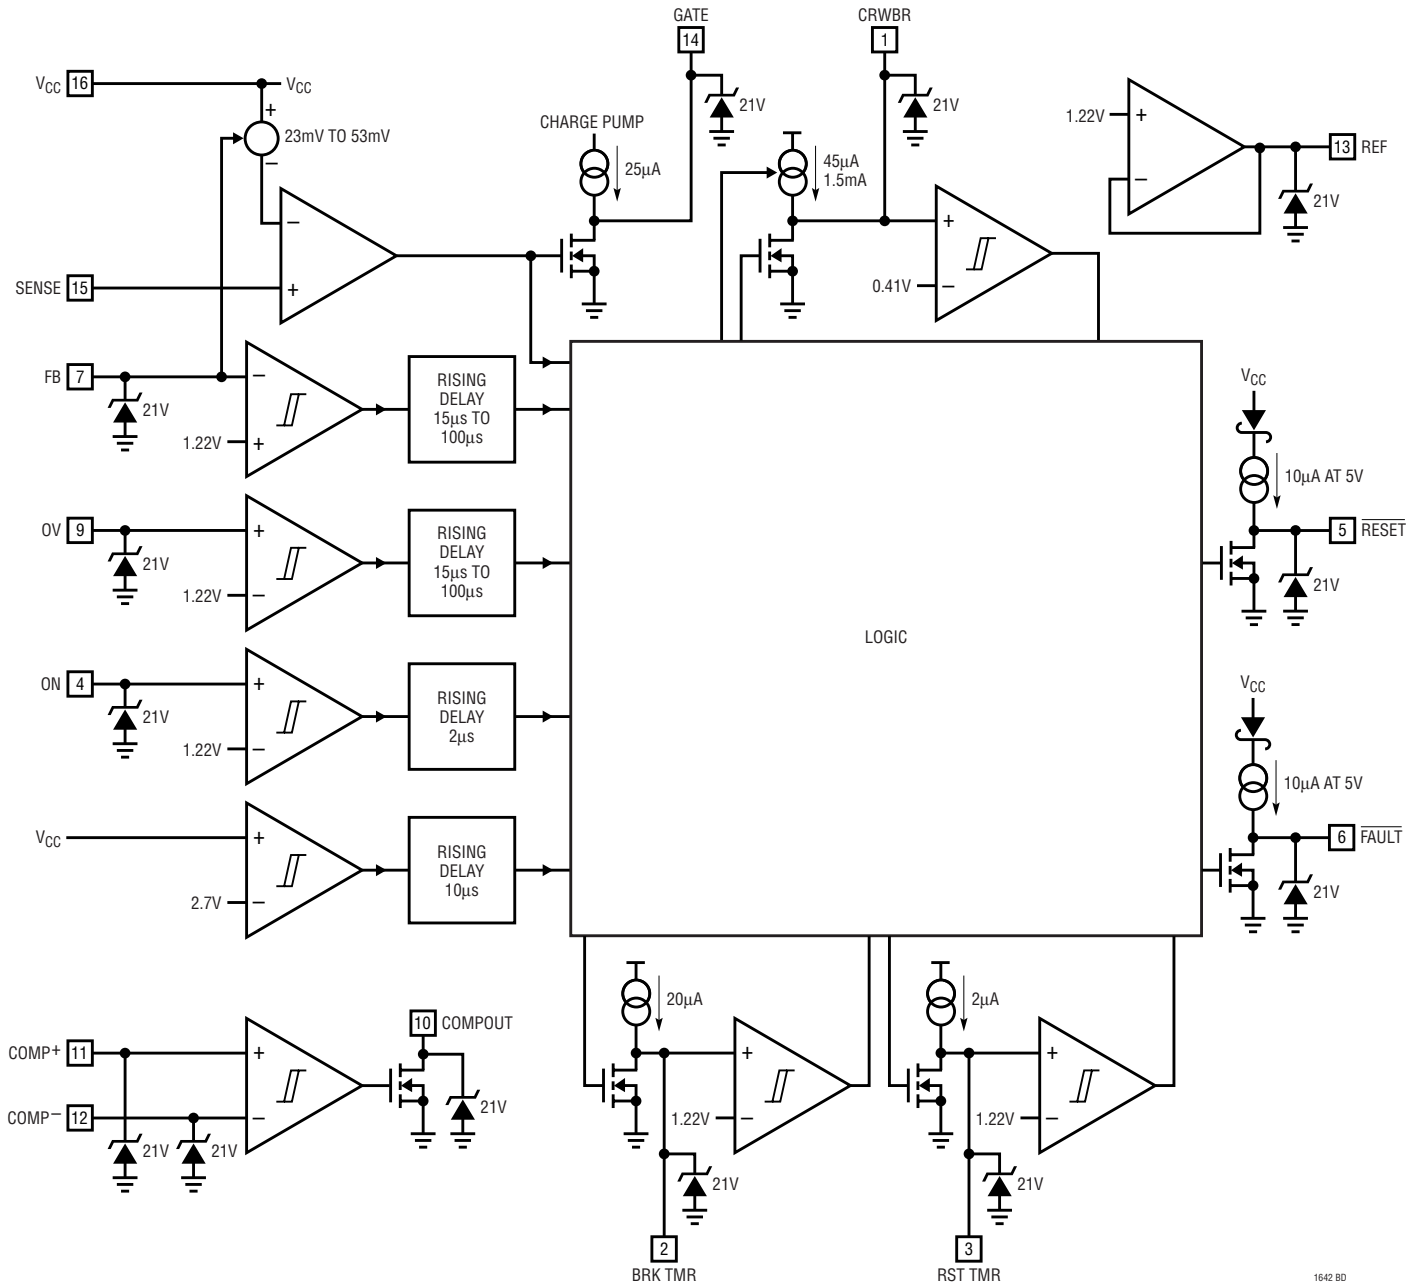 GATE
14
CRWBR
1
VCC 16
VCC
+
23mV TO 53mV
−
CHARGE PUMP
25µA
21V
45µA
1.5mA
21V
1.22V
+
−
13 REF
21V
−
+
SENSE 15
+
−
0.41V
FB 7
21V
−
1.22V
+
RISING
DELAY
15µs TO
100µs
OV 9
21V
+
1.22V
−
RISING
DELAY
15µs TO
100µs
ON 4
21V
+
1.22V
−
RISING
DELAY
2µs
VCC
+
2.7V
−
RISING
DELAY
10µs
LOGIC
VCC
10µA AT 5V
5 RESET
21V
VCC
10µA AT 5V
6 FAULT
21V
COMP+ 11
COMP− 12
+
−
21V
21V
10 COMPOUT
21V
20µA
+
1.22V
−
21V
2
BRK TMR
2µA
+
1.22V
−
21V
3
RST TMR
1642 BD